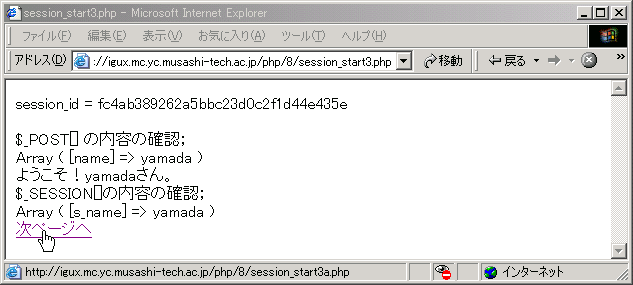 session_start3.php - Microsoft Internet Explorer
ファイル(F) 編集(E) 表示(V) お気に入り(A) ツール(T) ヘルプ(H)
アドレス(D) ://igux.mc.yc.musashi-tech.ac.jp/php/8/session_start3.php 移動 戻る
session_id = fc4ab389262a5bbc23d0c2f1d44e435e
$_POST[] の内容の確認;
Array ( [name] => yamada )
ようこそ！yamadaさん。
$_SESSION[]の内容の確認;
Array ( [s_name] => yamada )
次ページへ
http://igux.mc.yc.musashi-tech.ac.jp/php/8/session_start3a.php インターネット